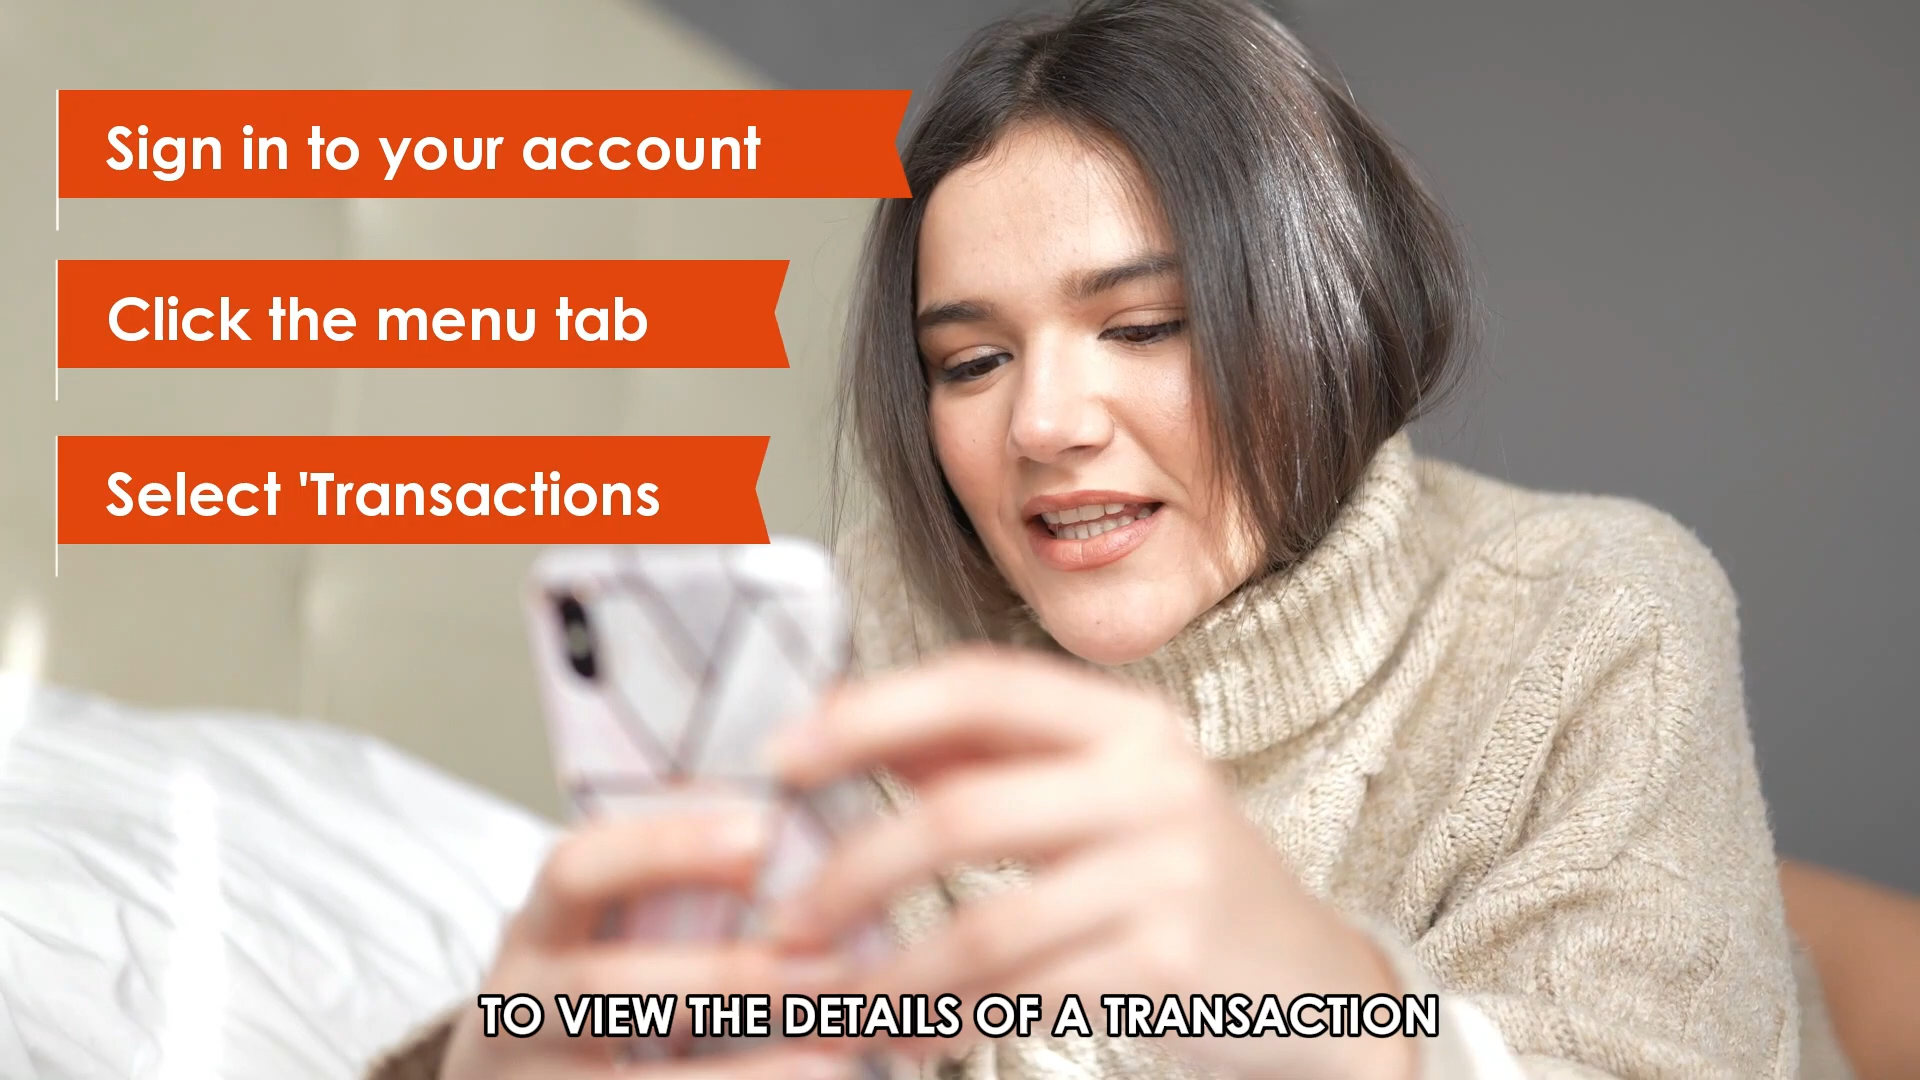 Sign in to your account
Click the menu tab
Select 'Transactions
TO VIEW THE DETAILS OF A TRANSACTION